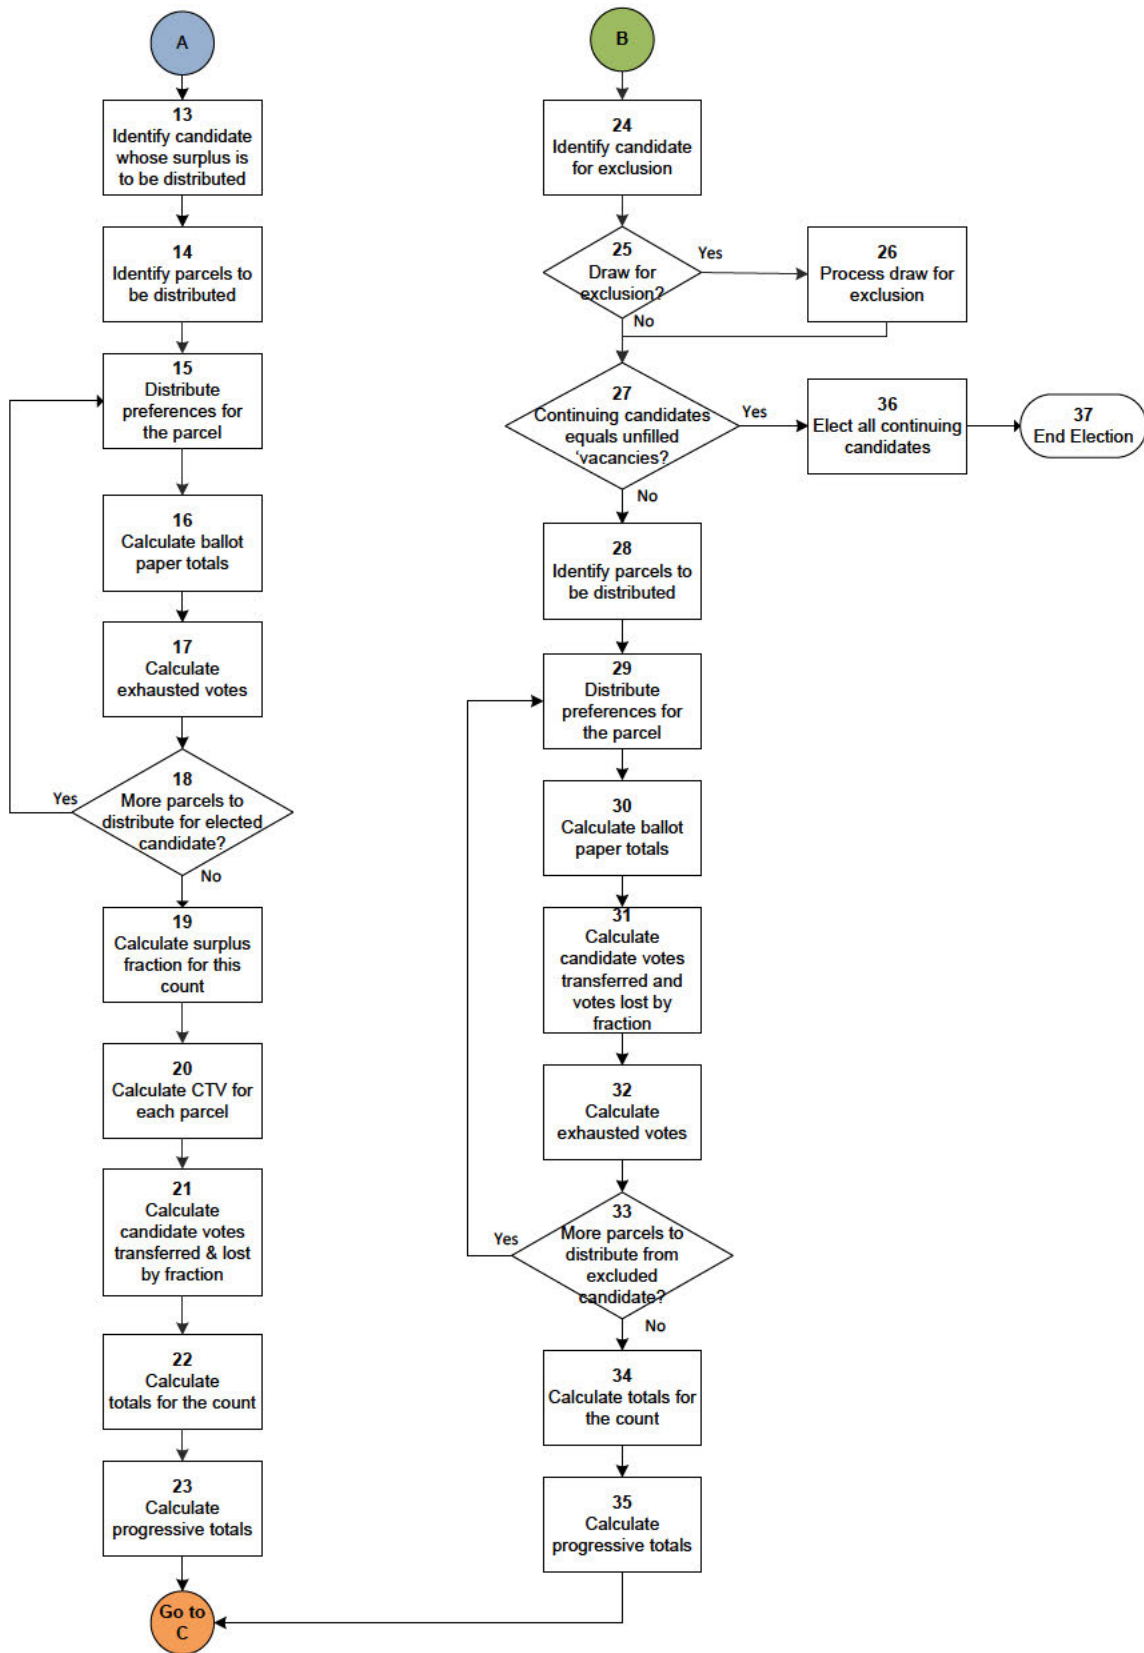 A
13
Identify candidate
whose surplus is
to be distributed
14
Identify parcels to
be distributed
15
Distribute
preferences for
the parcel
16
Calculate ballot
paper totals
17
Calculate
exhausted votes
18
More parcels to
distribute for elected
candidate?
Yes
No
19
Calculate surplus
fraction for this
count
20
Calculate CTV for
each parcel
21
Calculate
candidate votes
transferred & lost
by fraction
22
Calculate
totals for the count
23
Calculate
progressive totals
Go to
C
B
24
Identify candidate
for exclusion
25
Draw for
exclusion?
Yes
No
26
Process draw for
exclusion
27
Continuing candidates
equals unfilled
‘vacancies?
Yes
No
36
Elect all continuing
candidates
37
End Election
28
Identify parcels to
be distributed
29
Distribute
preferences for
the parcel
30
Calculate ballot
paper totals
31
Calculate
candidate votes
transferred and
votes lost by
fraction
32
Calculate
exhausted votes
33
More parcels to
distribute from
excluded
candidate?
Yes
No
34
Calculate totals for
the count
35
Calculate
progressive totals